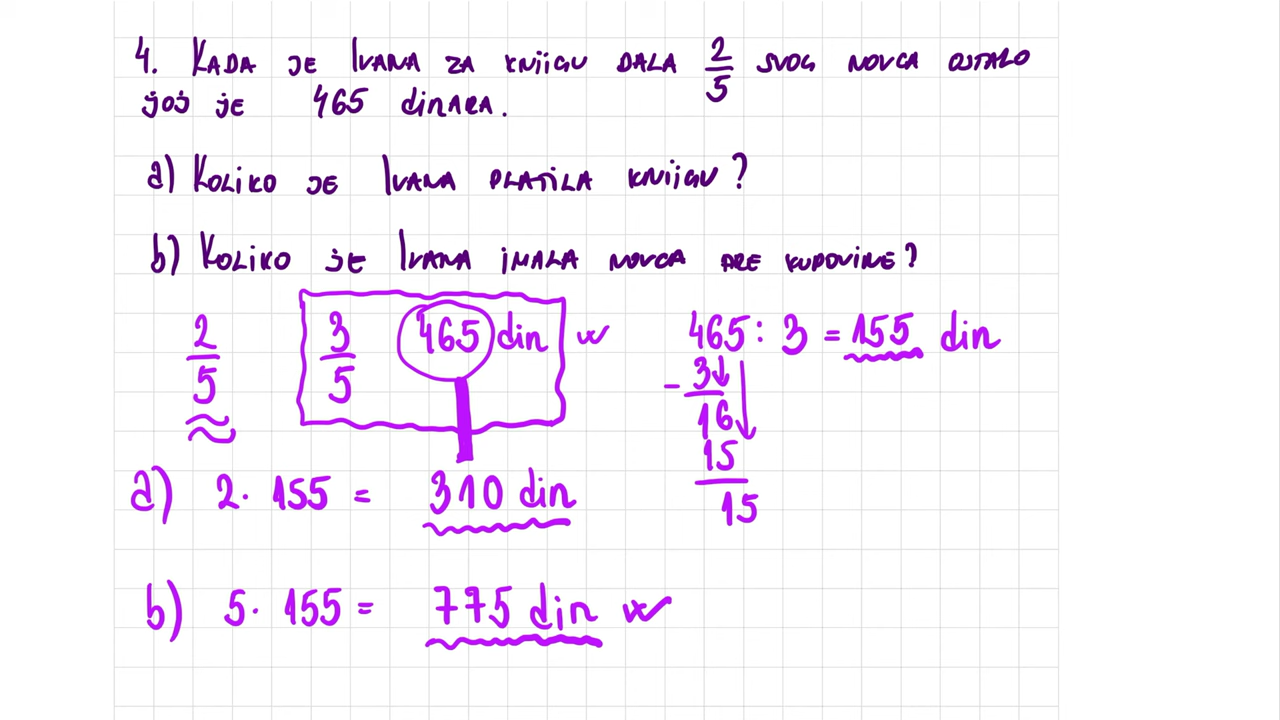 4. KADA JE IVANA ZA KNJIGU DALA 2/5 SVOG NOVCA OSTALO
JOŠ JE 465 DINARA.
a) KOLIKO JE IVANA PLATILA KNJIGU?
b) KOLIKO JE IVANA IMALA NOVCA PRE KUPOVINE?
2/5 3/5 465 din 465 : 3 = 155 din
- 3
16
15
15
a) 2 · 155 = 310 din
b) 5 · 155 = 775 din